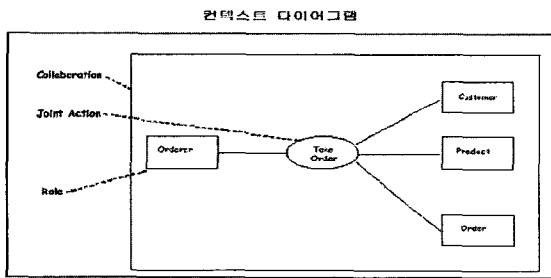 컨텍스트 다이어그램
Collaboration
Joint Action
Role
Orderer
Take
Order
Customer
Product
Order